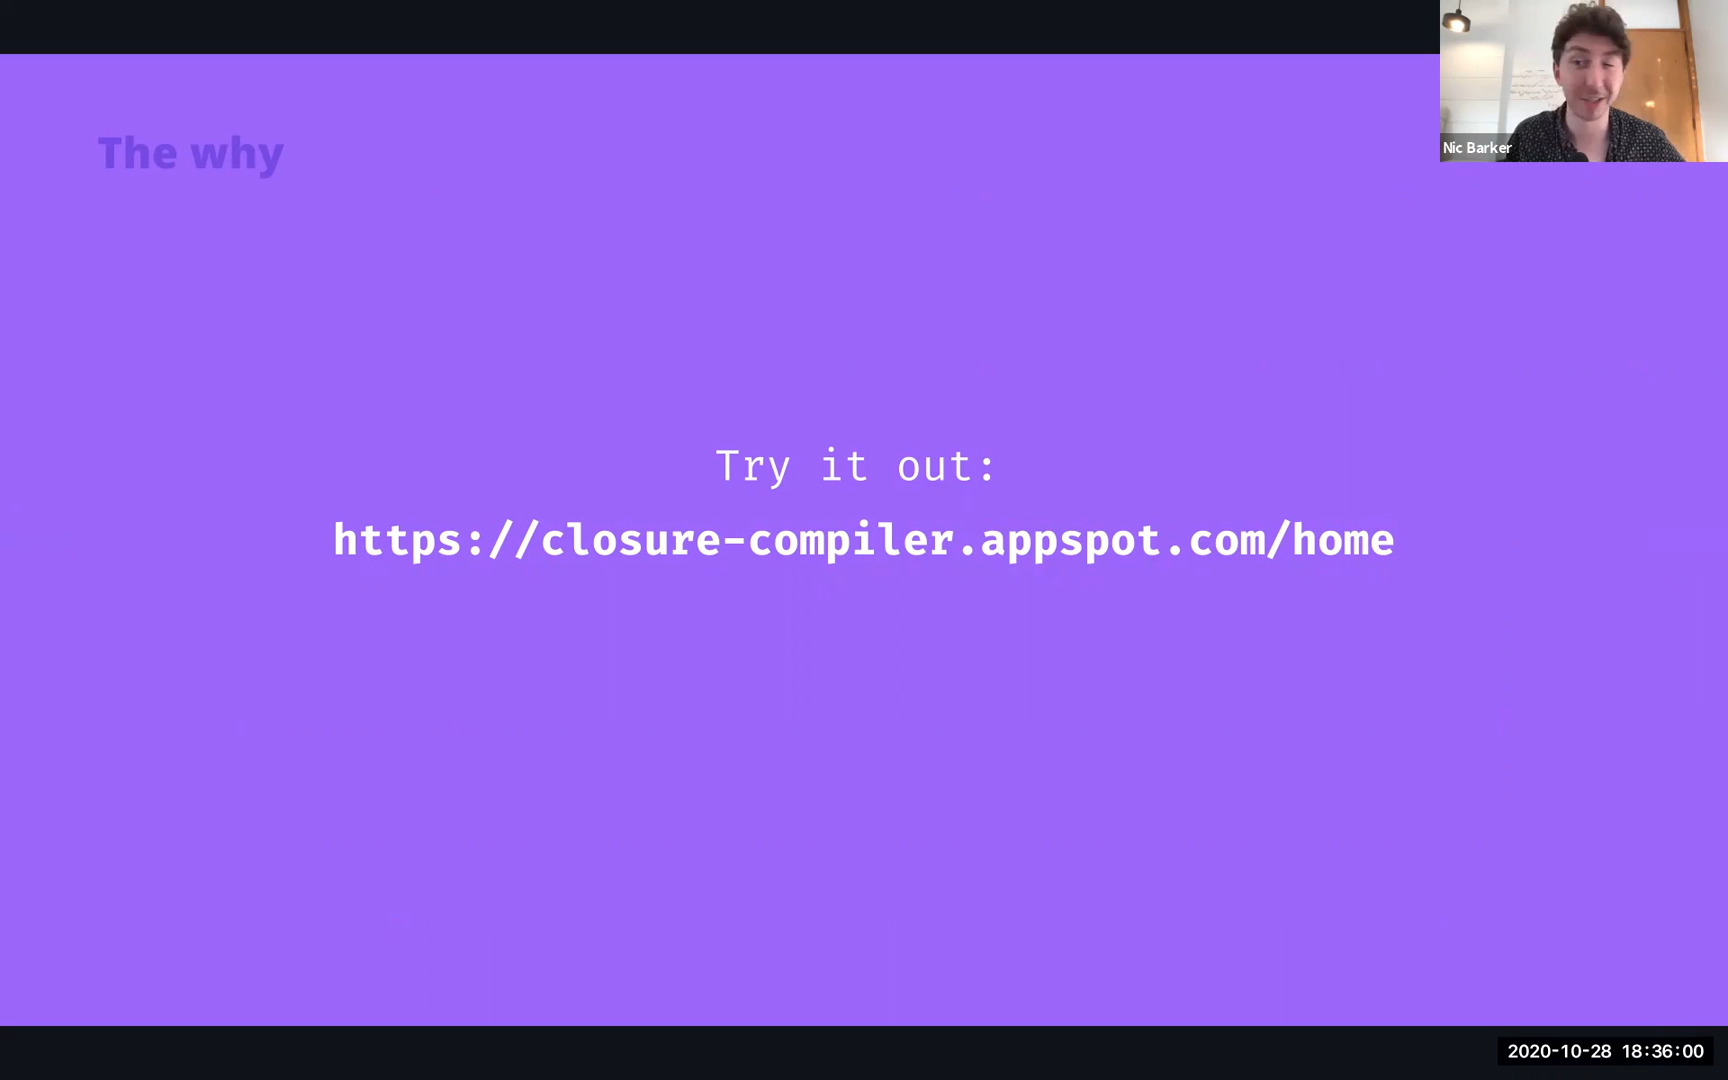 The why
Nic Barker
Try it out:
https://closure-compiler.appspot.com/home
2020-10-28 18:36:00